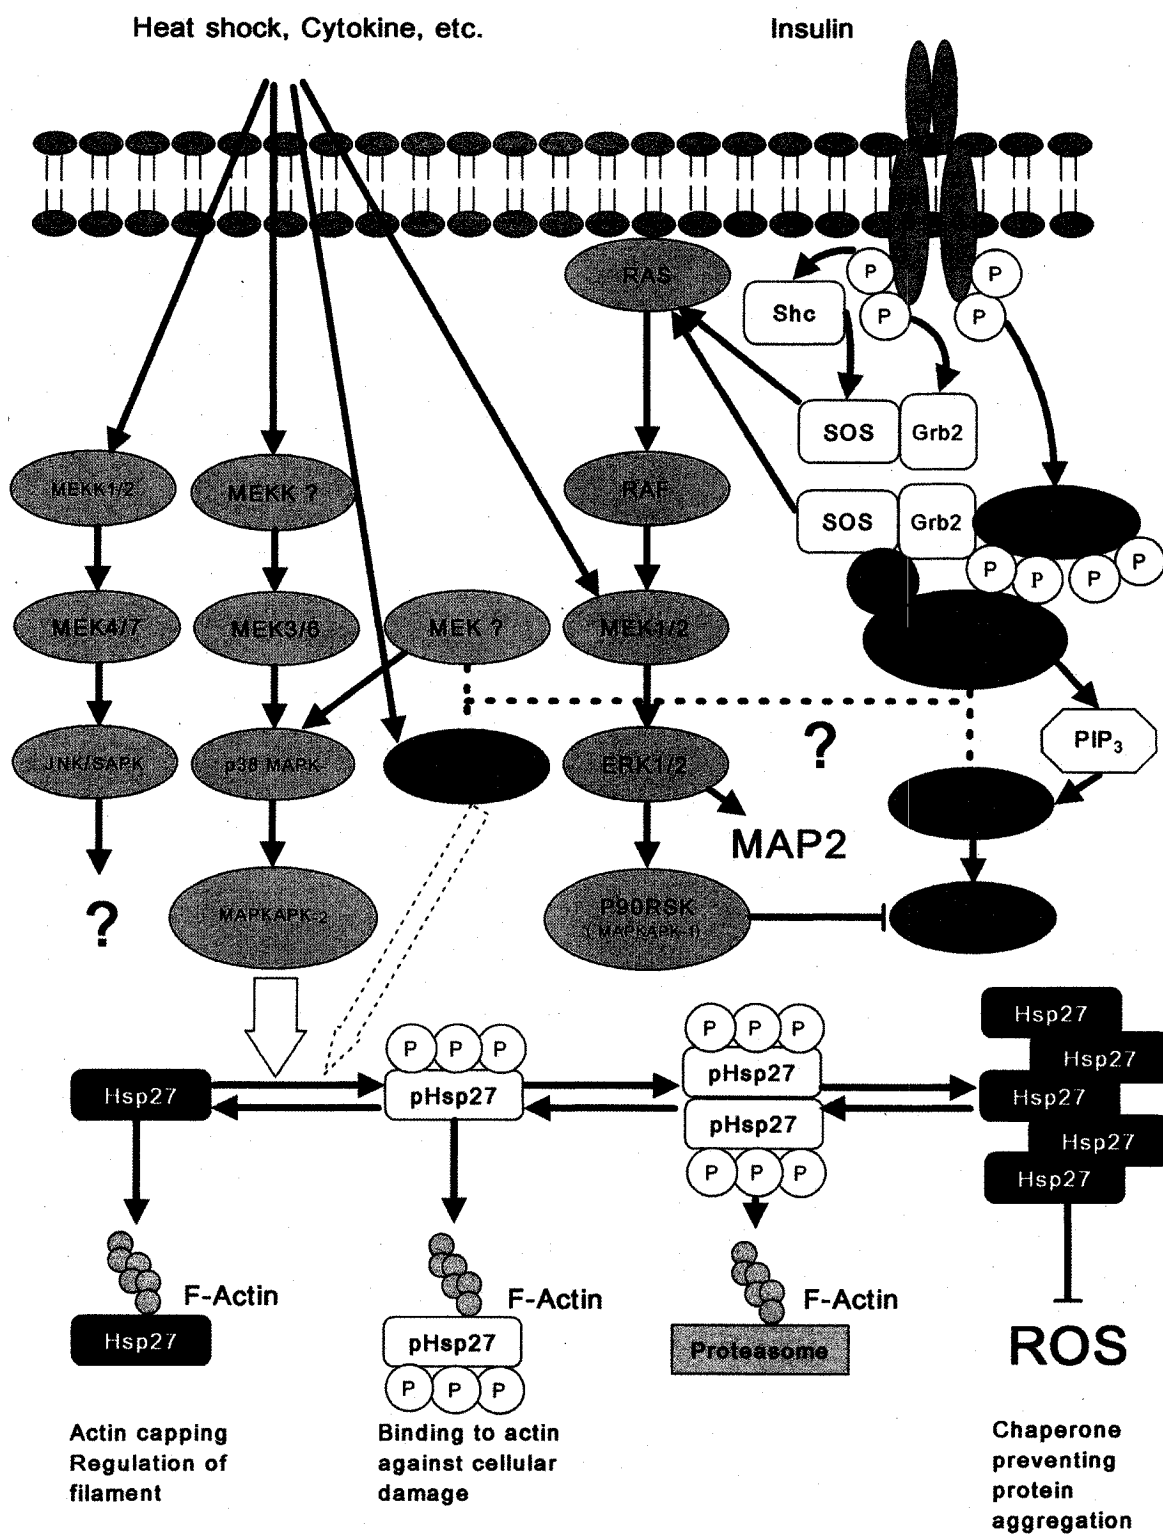 Heat shock, Cytokine, etc.
Insulin
RAS
P
P
P
P
Shc
SOS
Grb2
MEKK1/2
MEKK ?
RAF
SOS
Grb2
P
P
P
P
MEK4/7
MEK3/6
MEK ?
MEK1/2
JNK/SAPK
p38 MAPK
ERK1/2
?
PIP3
MAP2
?
MAPKAPK-2
P90RSK
(MAPKAPK-1)
Hsp27
Hsp27
Hsp27
Hsp27
Hsp27
P P P
pHsp27
pHsp27
P P P
P P P
pHsp27
Hsp27
F-Actin
F-Actin
F-Actin
Hsp27
pHsp27
P P P
Proteasome
ROS
Actin capping
Regulation of
filament
Binding to actin
against cellular
damage
Chaperone
preventing
protein
aggregation